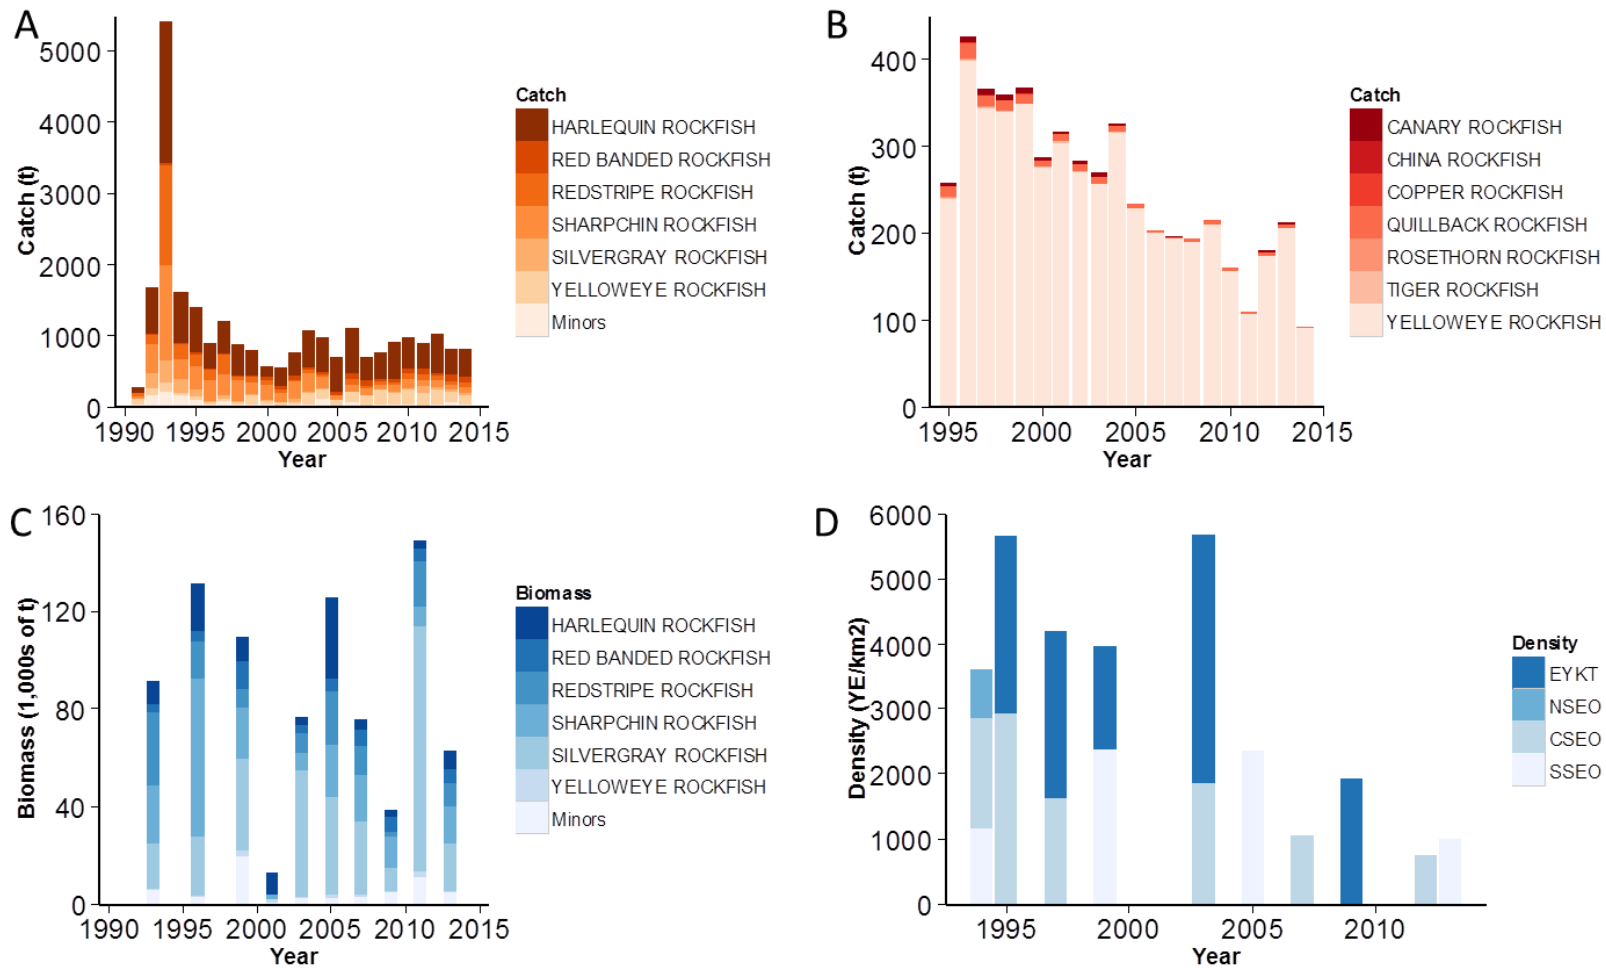 A
5000
4000
3000
2000
1000
0
Catch (t)
1990 1995 2000 2005 2010 2015
Year
Catch
HARLEQUIN ROCKFISH
RED BANDED ROCKFISH
REDSTRIPE ROCKFISH
SHARPCHIN ROCKFISH
SILVERGRAY ROCKFISH
YELLOWEYE ROCKFISH
Minors
B
400
300
200
100
0
Catch (t)
1995 2000 2005 2010 2015
Year
Catch
CANARY ROCKFISH
CHINA ROCKFISH
COPPER ROCKFISH
QUILLBACK ROCKFISH
ROSETHORN ROCKFISH
TIGER ROCKFISH
YELLOWEYE ROCKFISH
C
160
120
80
40
0
Biomass (1,000s of t)
1990 1995 2000 2005 2010 2015
Year
Biomass
HARLEQUIN ROCKFISH
RED BANDED ROCKFISH
REDSTRIPE ROCKFISH
SHARPCHIN ROCKFISH
SILVERGRAY ROCKFISH
YELLOWEYE ROCKFISH
Minors
D
6000
5000
4000
3000
2000
1000
0
Density (YE/km2)
1995 2000 2005 2010
Year
Density
EYKT
NSEO
CSEO
SSEO